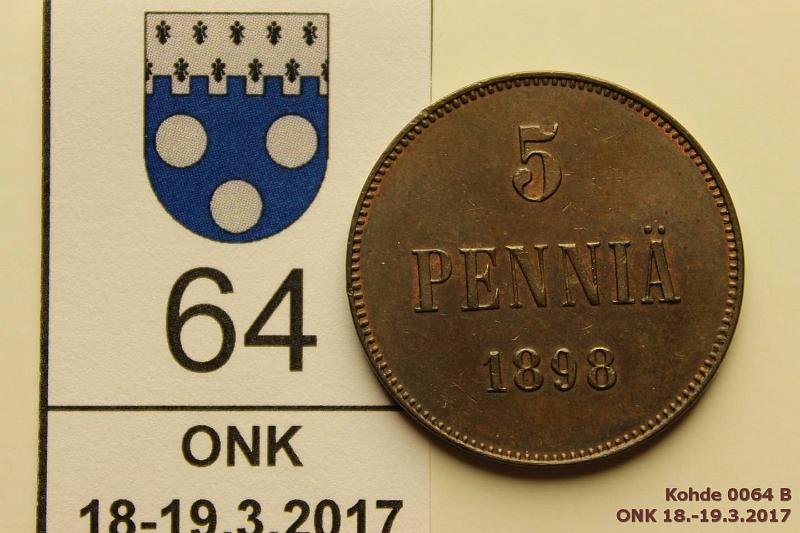 64
ONK
18-19.3.2017
5
PENNIÄ
1898
Kohde 0064 B
ONK 18.-19.3.2017